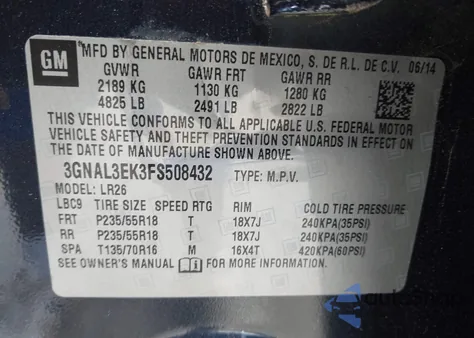 GM
MFD BY GENERAL MOTORS DE MEXICO, S. DE R.L. DE C.V. 06/14
GVWR GAWR FRT GAWR RR
2189 KG 1130 KG 1280 KG
4825 LB 2491 LB 2822 LB
THIS VEHICLE CONFORMS TO ALL APPLICABLE U.S. FEDERAL MOTOR
VEHICLE SAFETY AND THEFT PREVENTION STANDARDS IN EFFECT
ON THE DATE OF MANUFACTURE SHOWN ABOVE.
3GNAL3EK3FS508432 TYPE: M.P.V.
MODEL: LR26
LBC9 TIRE SIZE SPEED RTG RIM COLD TIRE PRESSURE
FRT P235/55R18 T 18X7J 240KPA(35PSI)
RR P235/55R18 T 18X7J 240KPA(35PSI)
SPA T135/70R16 M 16X4T 420KPA(60PSI)
SEE OWNER'S MANUAL FOR MORE INFORMATION